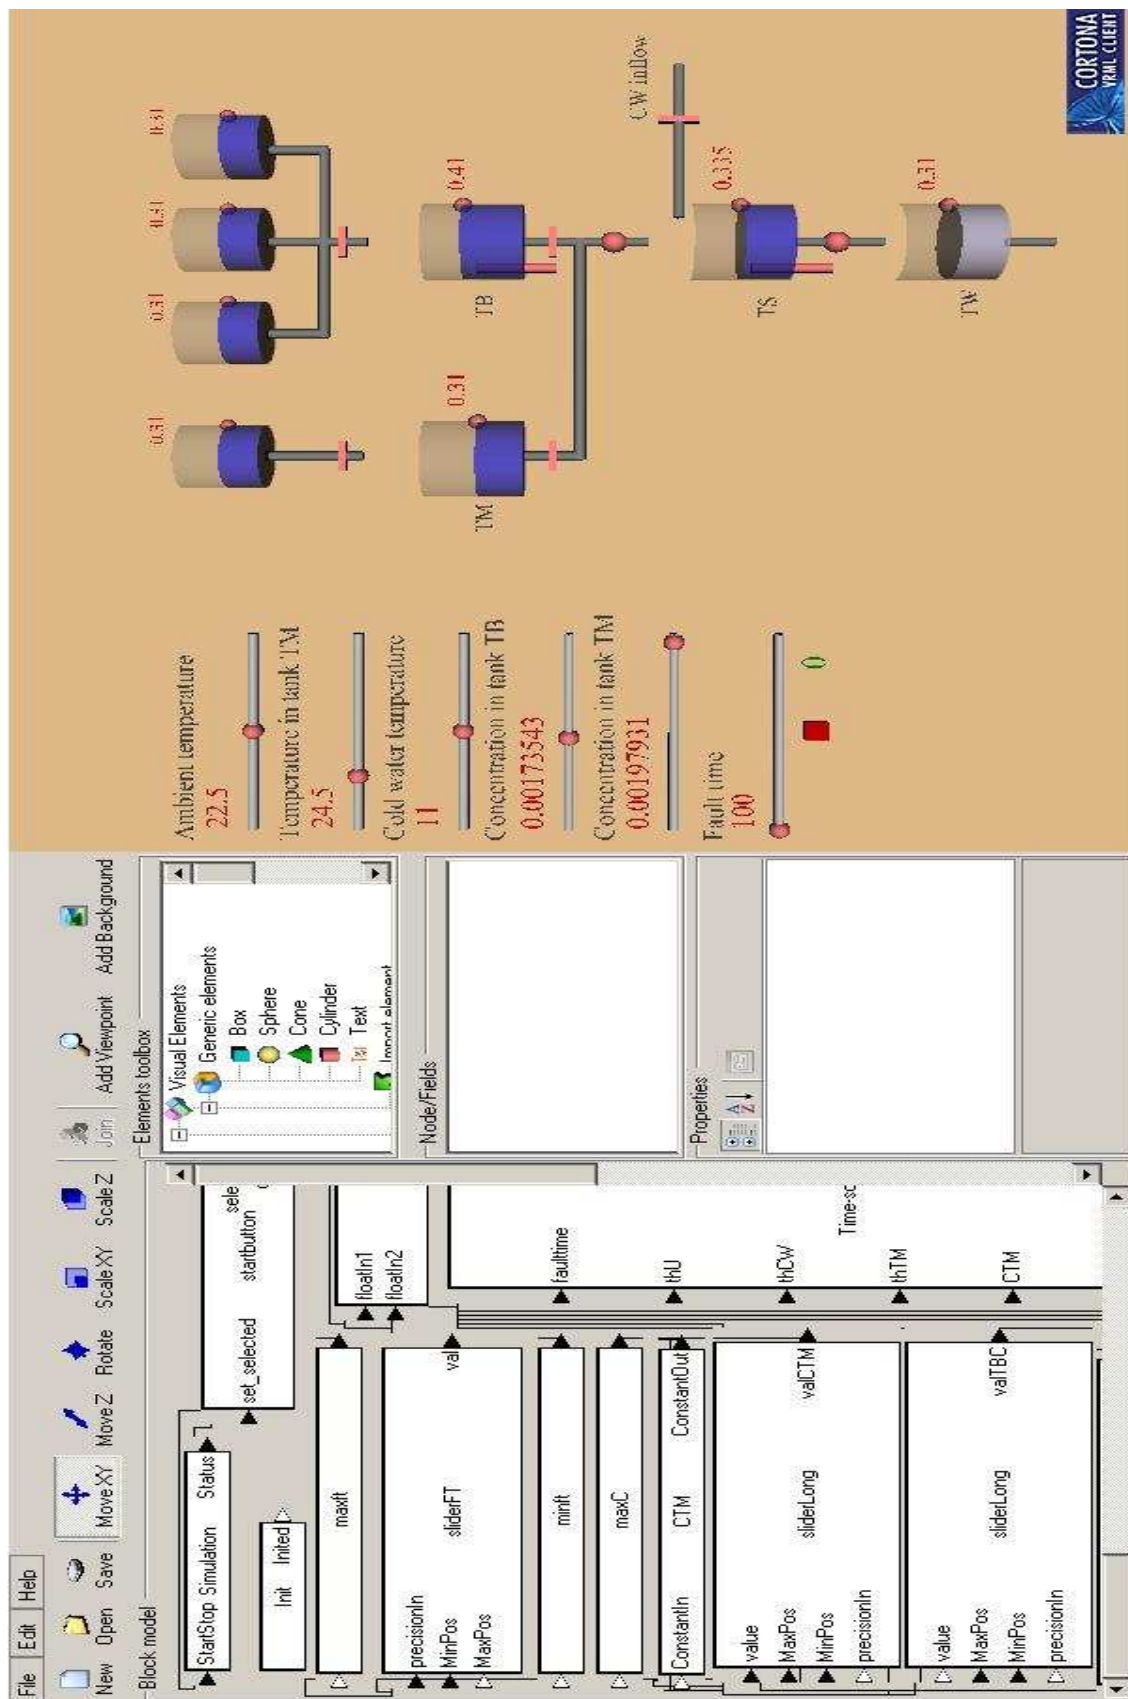 File Edit Help
New Open Save Move XY Move Z Rotate Scale XY Scale Z Join Add Viewpoint Add Background
Block model
StartStop Simulation Status
set_selected startbutton
sele
Init Inited
maxft
floatIn1
floatIn2
precisionIn
MinPos
MaxPos
sliderFT
val
minft
maxC
ConstantIn CTM ConstantOut
value
MaxPos
MinPos
precisionIn
sliderLong
valCTM
value
MaxPos
MinPos
precisionIn
sliderLong
valTBC
faulttime
thU
thCW
thTM
CTM
Time-sc
Elements toolbox
Visual Elements
Generic elements
Box
Sphere
Cone
Cylinder
Text
Import element
Node/Fields
Properties
Ambient temperature
22.5
Temperature in tank TM
24.5
Cold water temperature
11
Concentration in tank TB
0.00173543
Concentration in tank TM
0.00197931
Fault time
100
0.31 0.31 0.31 0.31
TM
0.31
TB
0.41
CW inflow
TS
0.335
TW
0.31
CORTONA
VRML CLIENT